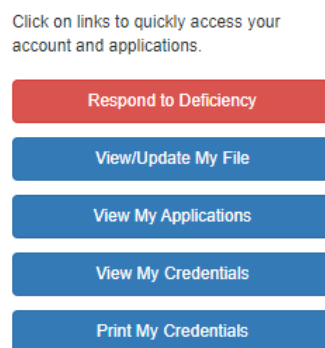 Click on links to quickly access your
account and applications.
Respond to Deficiency
View/Update My File
View My Applications
View My Credentials
Print My Credentials